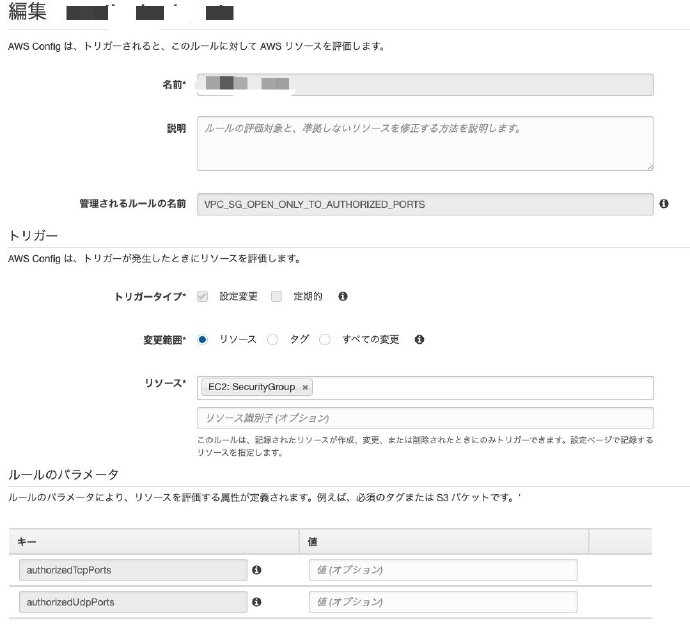 編集
AWS Config は、トリガーされると、このルールに対して AWS リソースを評価します。
名前*
説明
ルールの評価対象と、準拠しないリソースを修正する方法を説明します。
管理されるルールの名前
VPC_SG_OPEN_ONLY_TO_AUTHORIZED_PORTS
トリガー
AWS Config は、トリガーが発生したときにリソースを評価します。
トリガータイプ* 設定変更 定期的
変更範囲* リソース タグ すべての変更
リソース*
EC2: SecurityGroup ×
リソース識別子 (オプション)
このルールは、記録されたリソースが作成、変更、または削除されたときにのみトリガーできます。設定ページで記録する
リソースを指定します。
ルールのパラメータ
ルールのパラメータにより、リソースを評価する属性が定義されます。例えば、必須のタグまたは S3 バケットです。'
キー 値
authorizedTcpPorts 値 (オプション)
authorizedUdpPorts 値 (オプション)